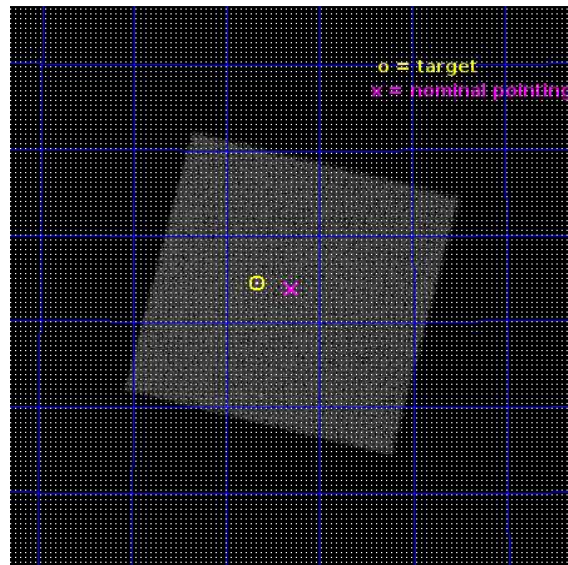 o = target
x = nominal pointing